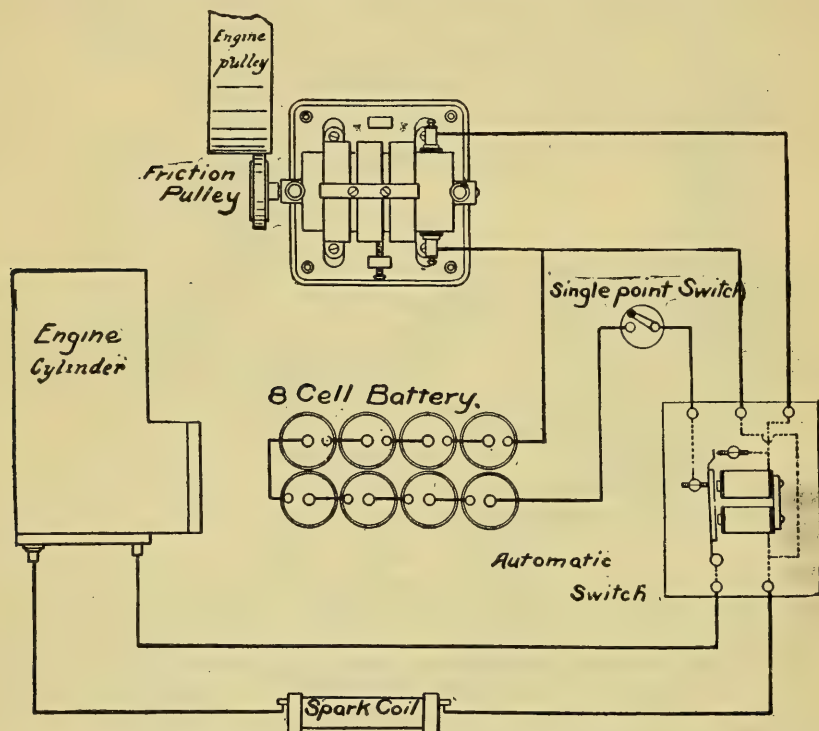 Engine
pulley
Friction
Pulley
Single point Switch
Engine
Cylinder
8 Cell Battery.
Automatic
Switch
Spark Coil